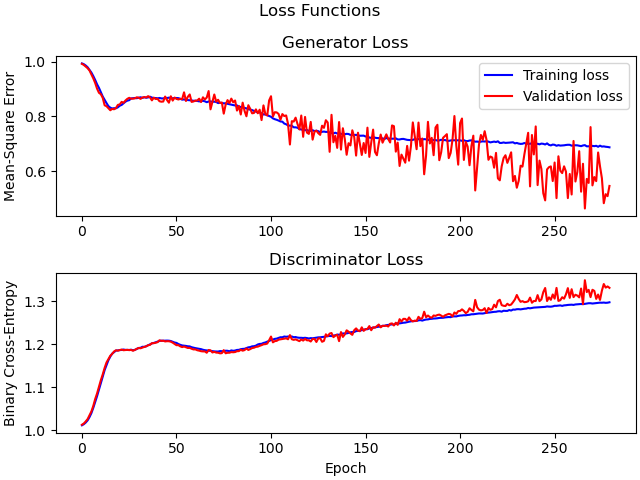 Loss Functions
Generator Loss
Mean-Square Error
1.0
0.8
0.6
Training loss
Validation loss
0 50 100 150 200 250
Discriminator Loss
Binary Cross-Entropy
1.3
1.2
1.1
1.0
0 50 100 150 200 250
Epoch